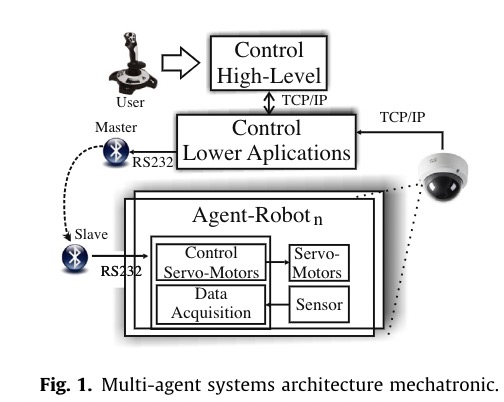 Control
High-Level
User
TCP/IP
TCP/IP
Master
Control
Lower Aplications
RS232
Agent-Robot n
Slave
RS232
Control
Servo-Motors
Servo-
Motors
Data
Acquisition
Sensor
Fig. 1. Multi-agent systems architecture mechatronic.